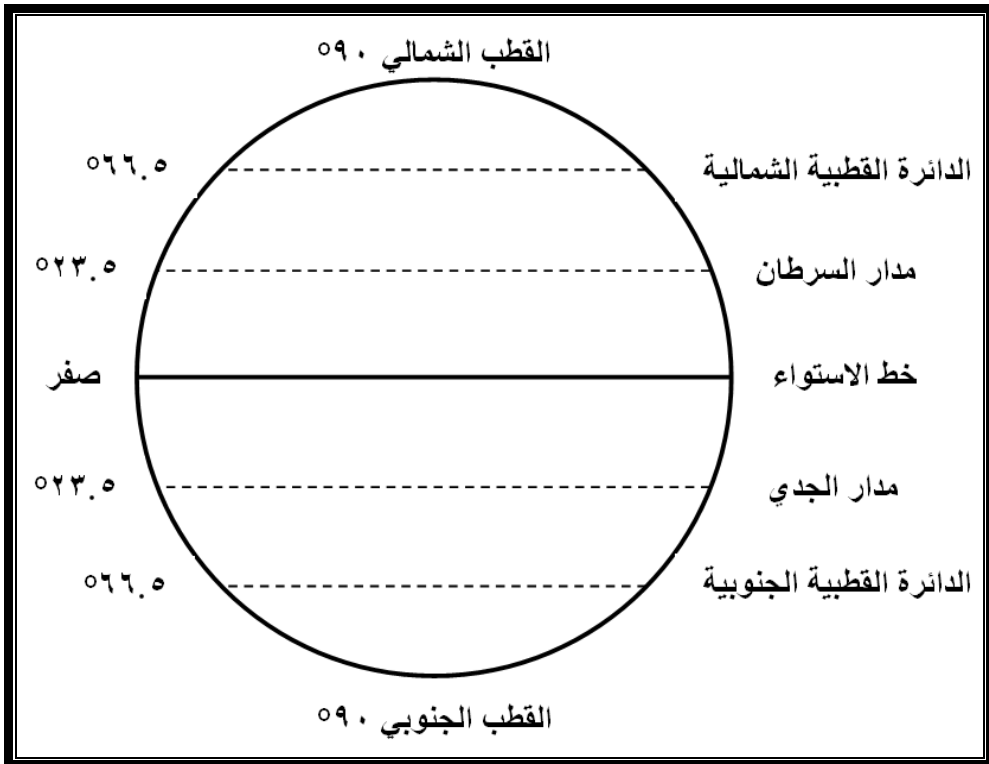 القطب الشمالي ٩٠°
الدائرة القطبية الشمالية ٦٦.٥°
مدار السرطان ٢٣.٥°
خط الاستواء صفر
مدار الجدي ٢٣.٥°
الدائرة القطبية الجنوبية ٦٦.٥°
القطب الجنوبي ٩٠°